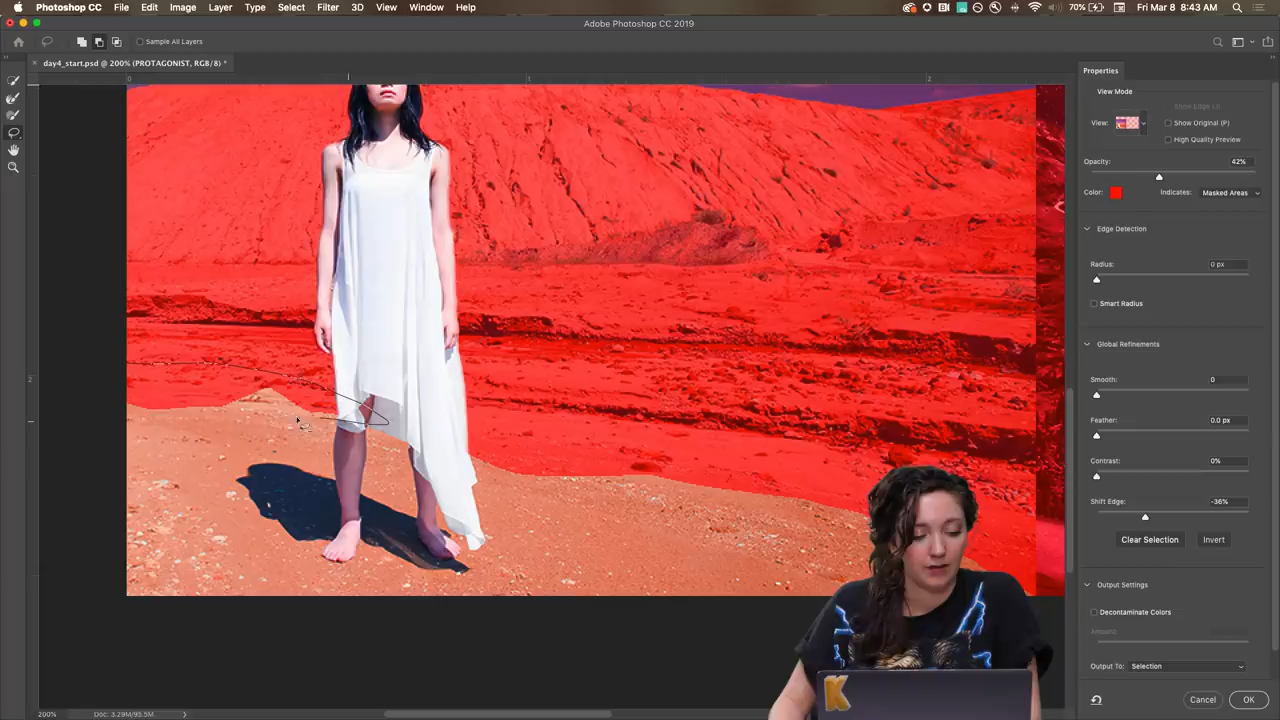 Photoshop CC File Edit Image Layer Type Select Filter 3D View Window Help 70% Fri Mar 8 8:43 AM
Adobe Photoshop CC 2019
Sample All Layers
day4_start.psd @ 200% (PROTAGONIST, RGB/8) *
0 1 2
2
Properties
View Mode
Show Edge (J)
View: Show Original (P)
High Quality Preview
Opacity: 42%
Color: Indicates: Masked Areas
Edge Detection
Radius: 0 px
Smart Radius
Global Refinements
Smooth: 0
Feather: 0.0 px
Contrast: 0%
Shift Edge: -36%
Clear Selection Invert
Output Settings
Decontaminate Colors
Amount:
Output To: Selection
Cancel OK
K
200% Doc: 3.29M/95.5M